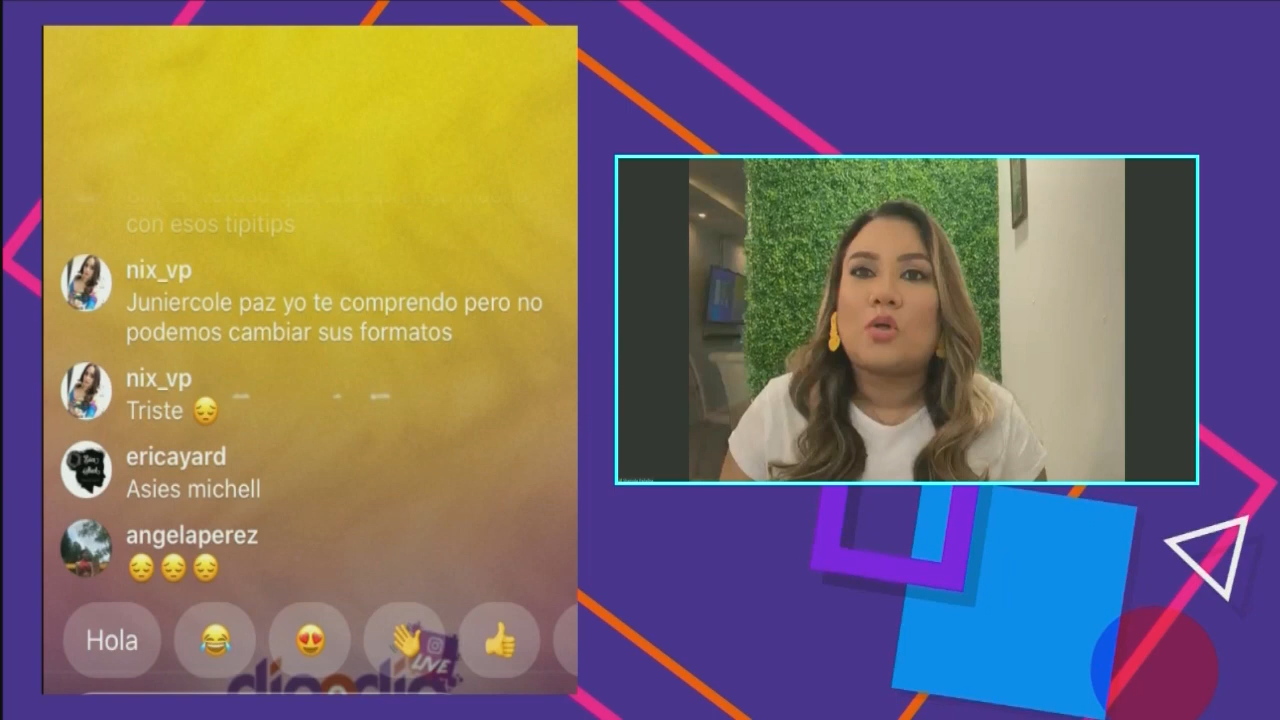 con esos tipitips
nix_vp
Juniercole paz yo te comprendo pero no
podemos cambiar sus formatos
nix_vp
Triste 😔
ericayard
Asies michell
angelaperez
😔😔😔
Hola 😂 😍 👋 👍
LIVE